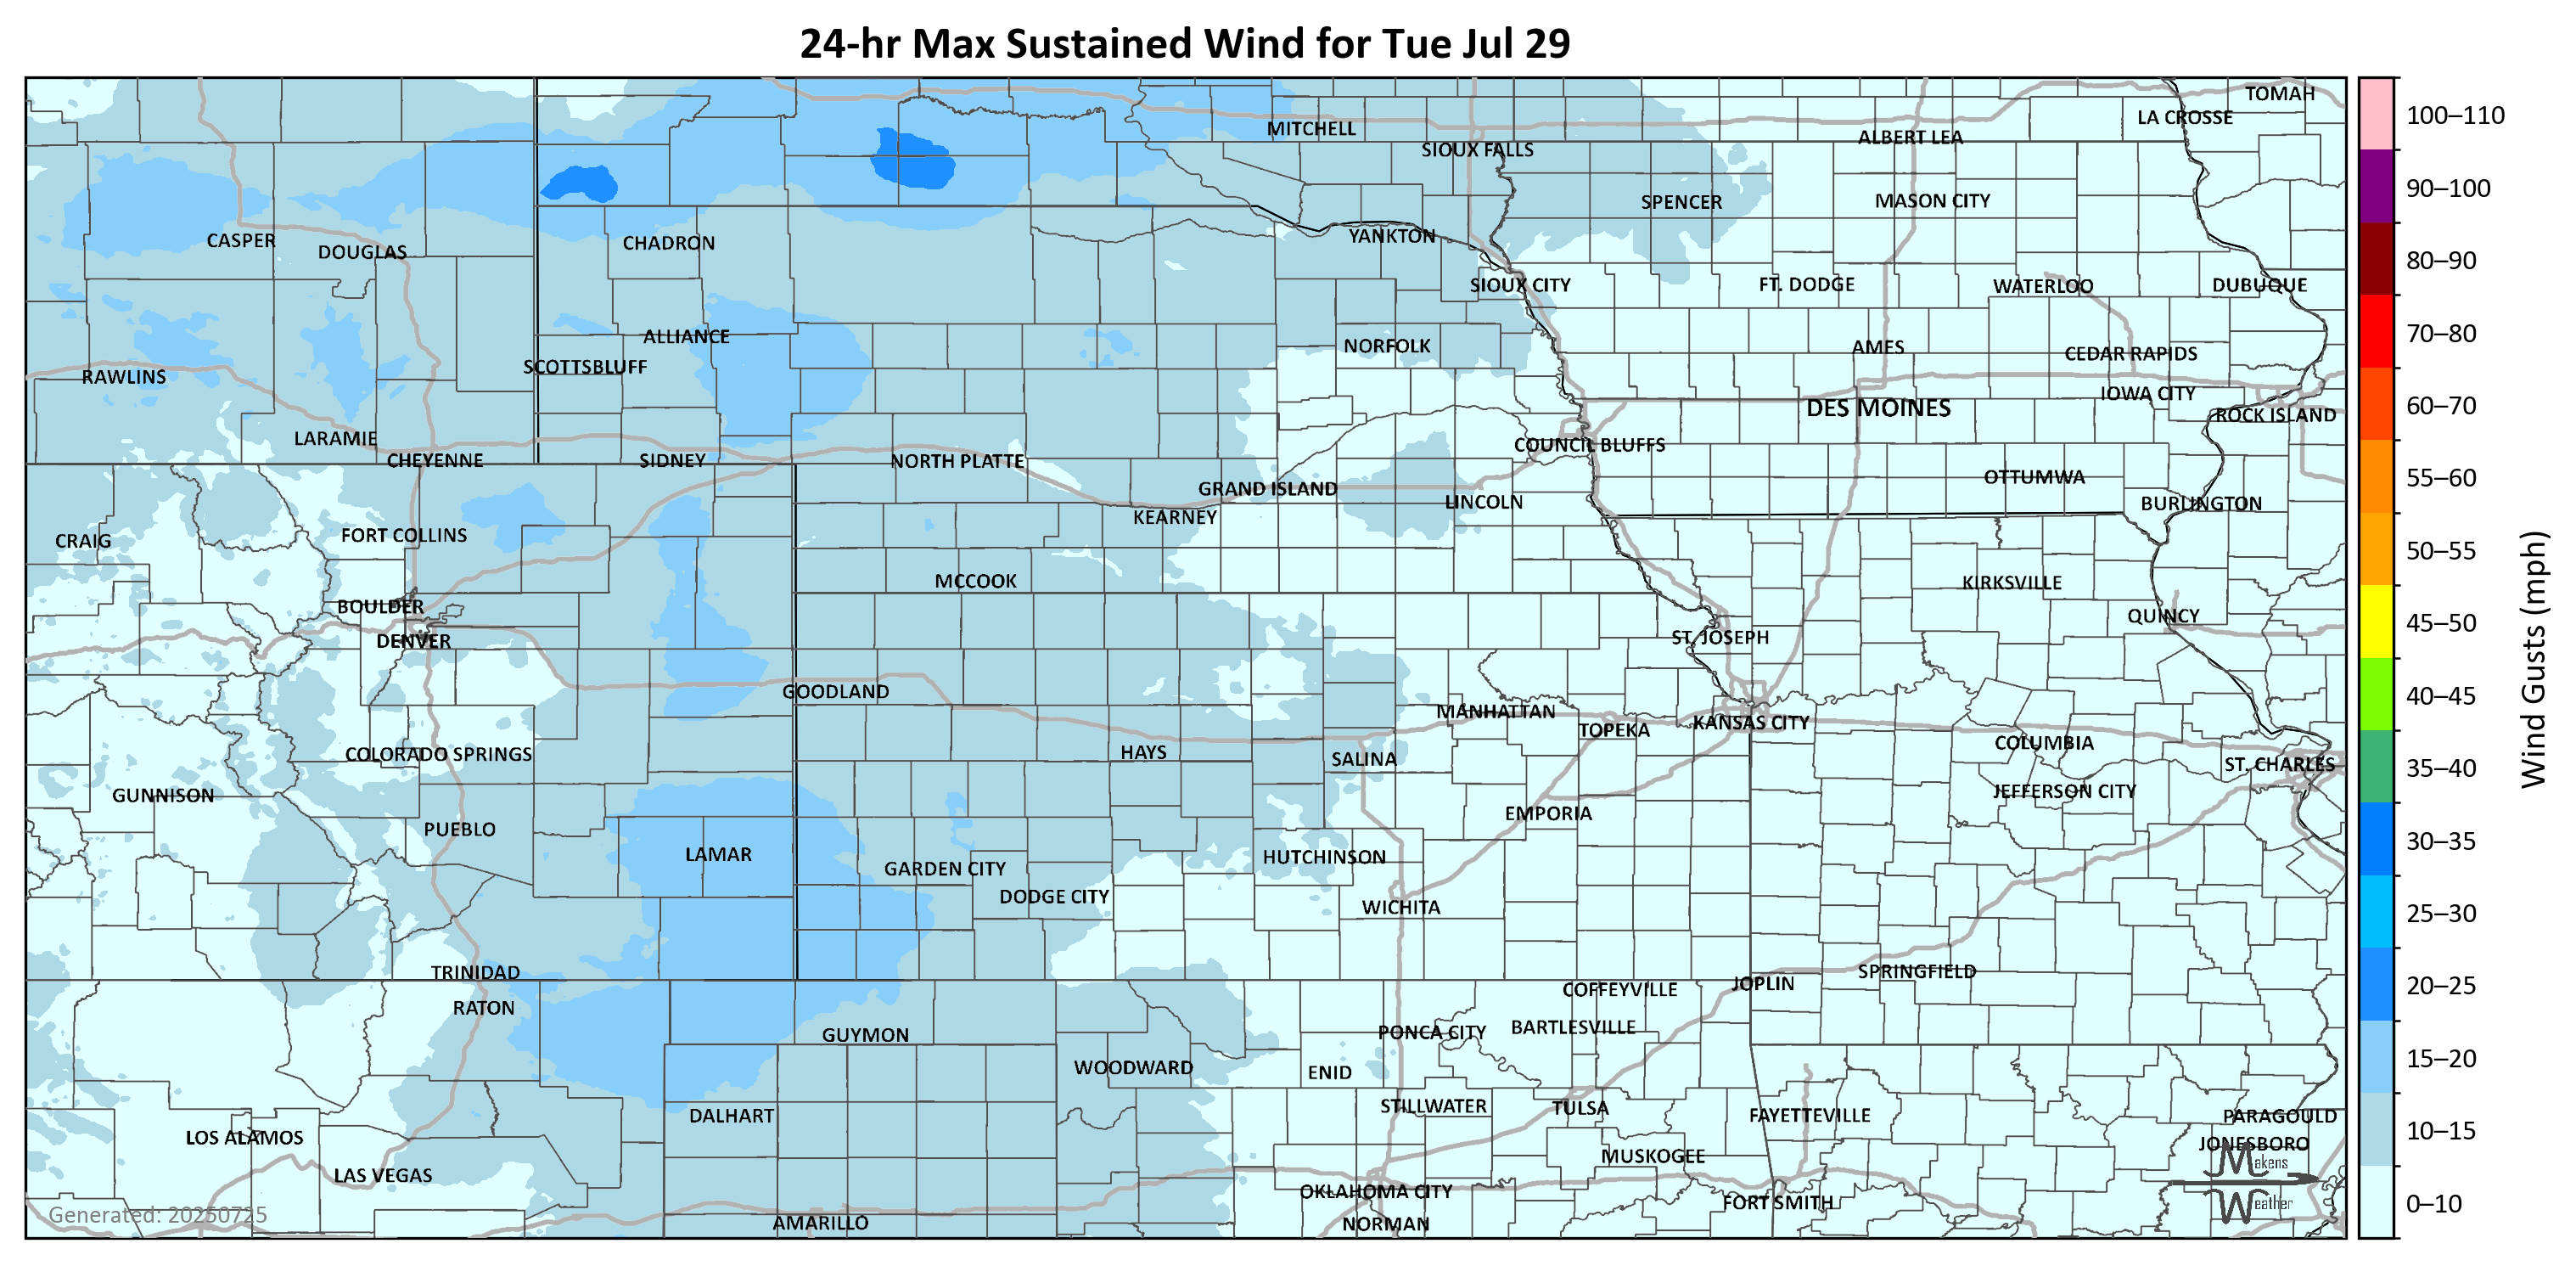 24-hr Max Sustained Wind for Tue Jul 29
TOMAH
LA CROSSE
MITCHELL
ALBERT LEA
SIOUX FALLS
SPENCER
MASON CITY
CASPER
DOUGLAS
CHADRON
YANKTON
SIOUX CITY
FT. DODGE
WATERLOO
DUBUQUE
ALLIANCE
NORFOLK
AMES
CEDAR RAPIDS
SCOTTSBLUFF
RAWLINS
IOWA CITY
DES MOINES
ROCK ISLAND
LARAMIE
COUNCIL BLUFFS
CHEYENNE
SIDNEY
NORTH PLATTE
OTTUMWA
GRAND ISLAND
LINCOLN
BURLINGTON
KEARNEY
FORT COLLINS
CRAIG
MCCOOK
KIRKSVILLE
BOULDER
QUINCY
DENVER
ST. JOSEPH
GOODLAND
MANHATTAN
TOPEKA
KANSAS CITY
COLUMBIA
COLORADO SPRINGS
HAYS
SALINA
ST. CHARLES
GUNNISON
JEFFERSON CITY
EMPORIA
PUEBLO
LAMAR
HUTCHINSON
GARDEN CITY
DODGE CITY
WICHITA
TRINIDAD
SPRINGFIELD
JOPLIN
COFFEYVILLE
RATON
BARTLESVILLE
PONCA CITY
GUYMON
WOODWARD
ENID
STILLWATER
TULSA
DALHART
FAYETTEVILLE
PARAGOULD
LOS ALAMOS
JONESBORO
MUSKOGEE
LAS VEGAS
OKLAHOMA CITY
FORT SMITH
AMARILLO
NORMAN
Generated: 20250725
Makens
Weather
100–110
90–100
80–90
70–80
60–70
55–60
50–55
45–50
40–45
35–40
30–35
25–30
20–25
15–20
10–15
0–10
Wind Gusts (mph)